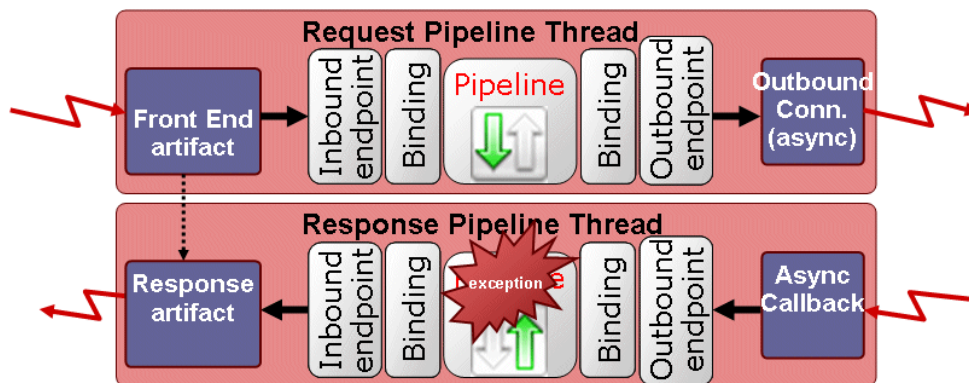 Request Pipeline Thread
Front End
artifact
Inbound
endpoint
Binding
Pipeline
Binding
Outbound
endpoint
Outbound
Conn.
(async)
Response Pipeline Thread
Response
artifact
Inbound
endpoint
Binding
exception
Binding
Outbound
endpoint
Async
Callback